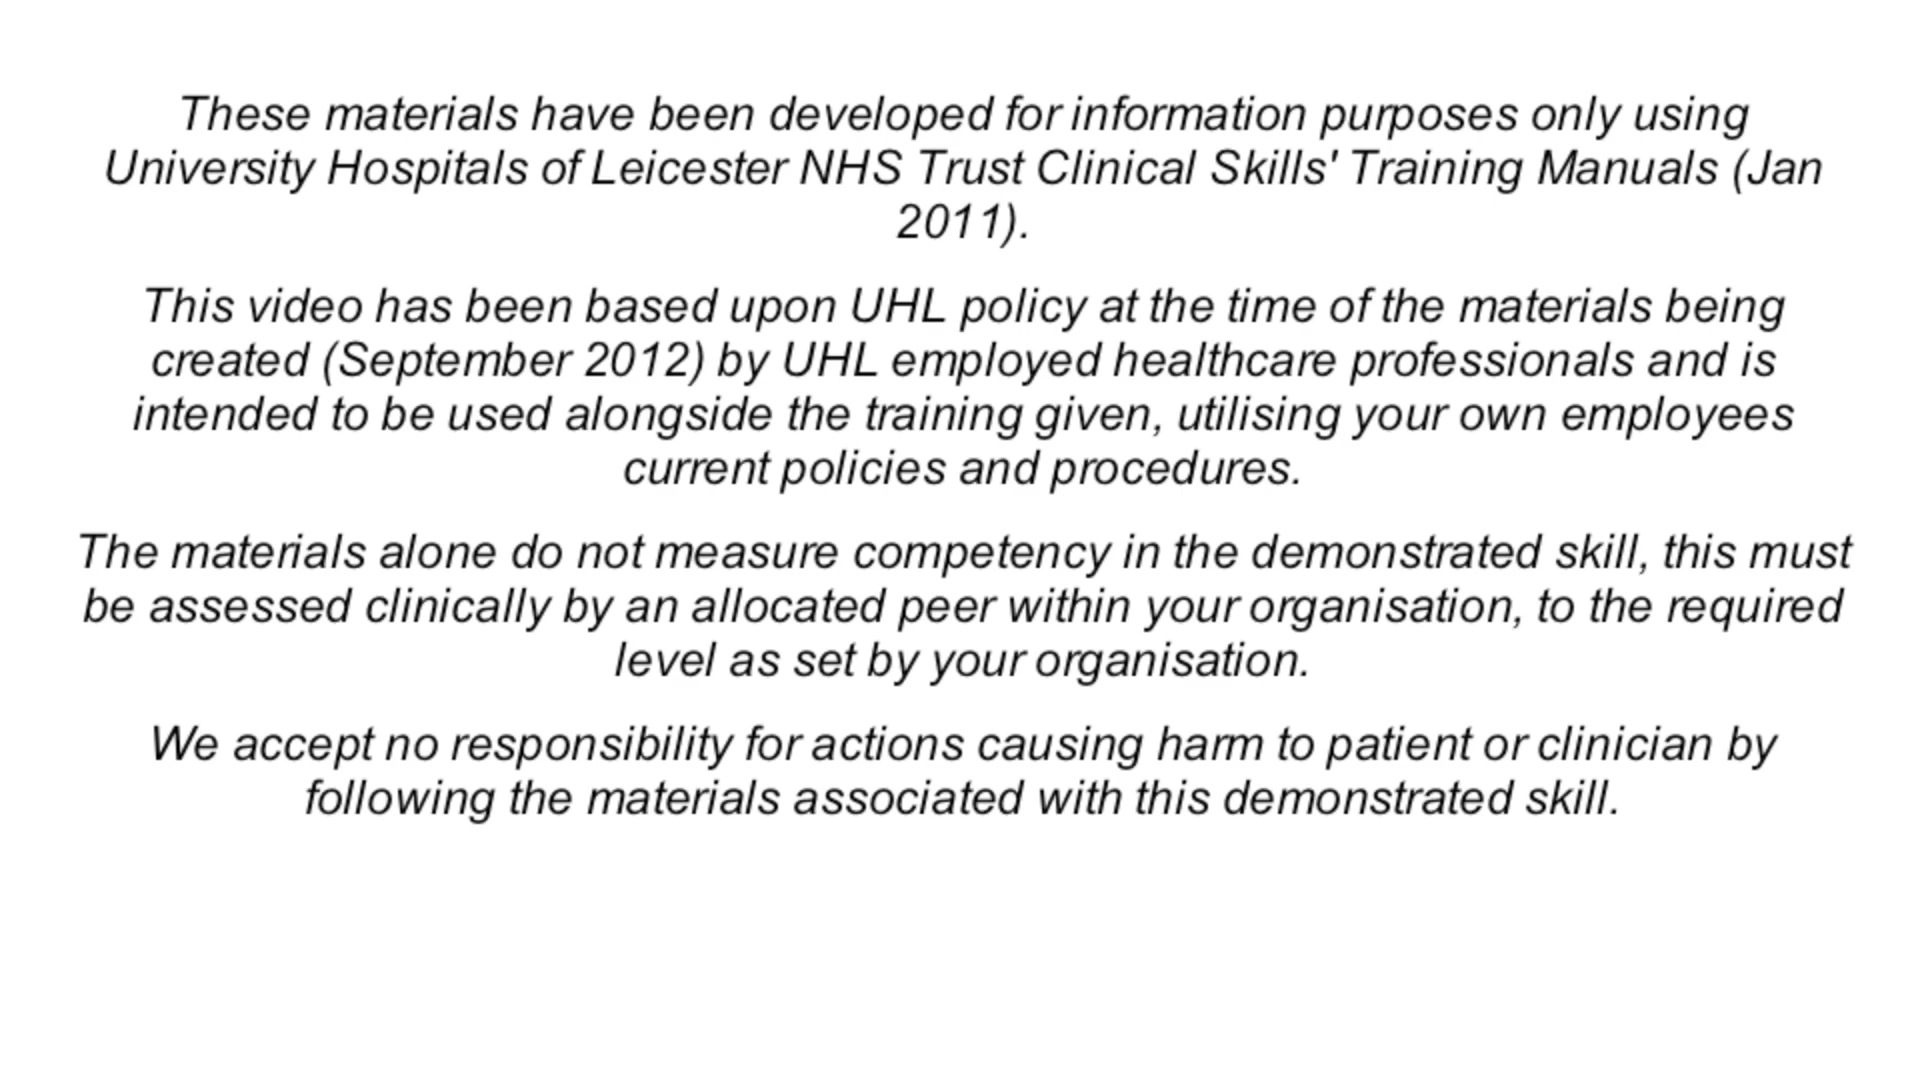 These materials have been developed for information purposes only using
University Hospitals of Leicester NHS Trust Clinical Skills' Training Manuals (Jan
2011).
This video has been based upon UHL policy at the time of the materials being
created (September 2012) by UHL employed healthcare professionals and is
intended to be used alongside the training given, utilising your own employees
current policies and procedures.
The materials alone do not measure competency in the demonstrated skill, this must
be assessed clinically by an allocated peer within your organisation, to the required
level as set by your organisation.
We accept no responsibility for actions causing harm to patient or clinician by
following the materials associated with this demonstrated skill.